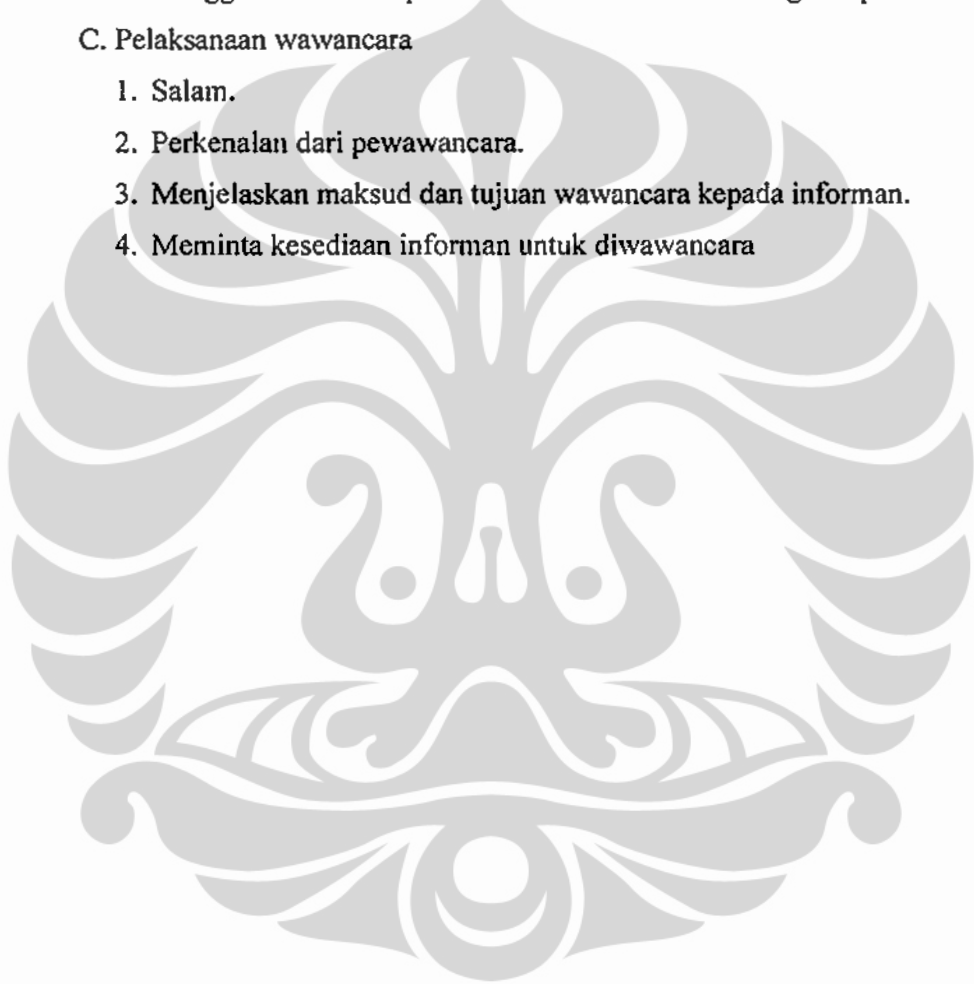 C. Pelaksanaan wawancara
1. Salam.
2. Perkenalan dari pewawancara.
3. Menjelaskan maksud dan tujuan wawancara kepada informan.
4. Meminta kesediaan informan untuk diwawancara